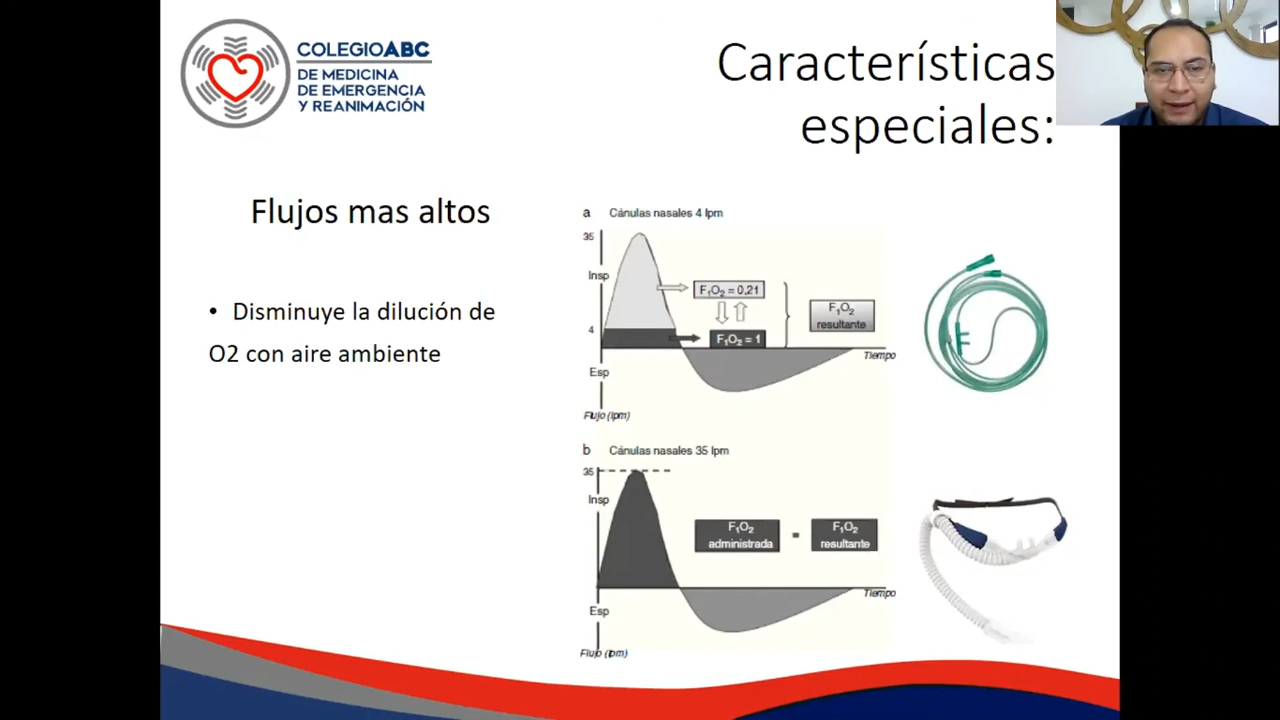 COLEGIOABC
DE MEDICINA
DE EMERGENCIA
Y REANIMACIÓN
Características
especiales:
Flujos mas altos
• Disminuye la dilución de
O2 con aire ambiente
a Cánulas nasales 4 lpm
35
Insp
4
Esp
Flujo (lpm)
F₁O₂ = 0,21
F₁O₂ = 1
F₁O₂
resultante
Tiempo
b Cánulas nasales 35 lpm
35
Insp
Esp
Flujo (lpm)
F₁O₂
administrada
=
F₁O₂
resultante
Tiempo